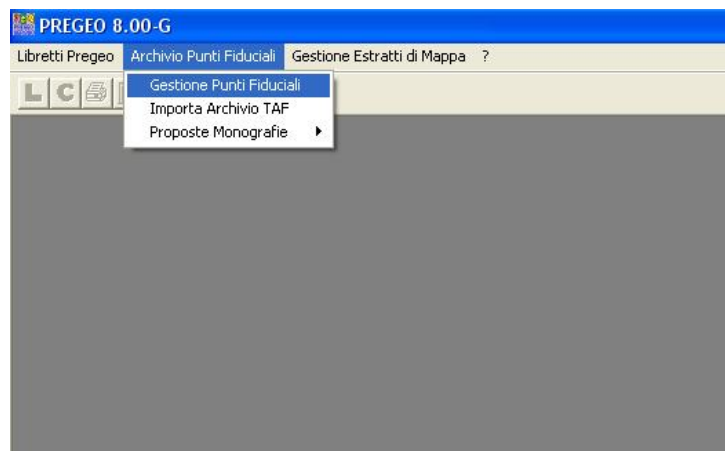 PREGEO 8.00-G
Libretti Pregeo Archivio Punti Fiduciali Gestione Estratti di Mappa ?
L C
Gestione Punti Fiduciali
Importa Archivio TAF
Proposte Monografie